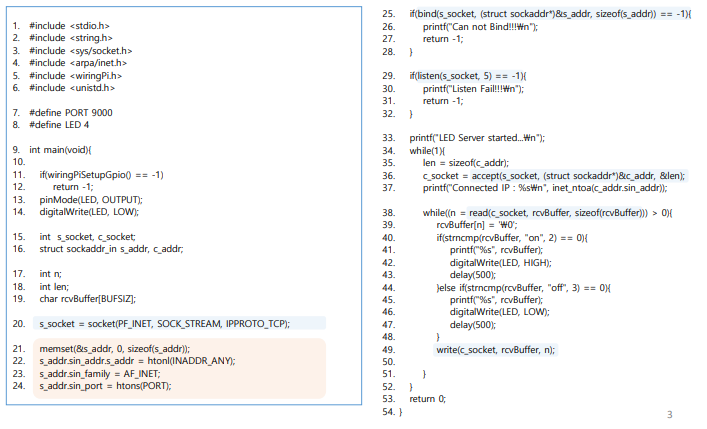 1. #include <stdio.h>
2. #include <string.h>
3. #include <sys/socket.h>
4. #include <arpa/inet.h>
5. #include <wiringPi.h>
6. #include <unistd.h>
7. #define PORT 9000
8. #define LED 4
9. int main(void){
10.
11. if(wiringPiSetupGpio() == -1)
12. return -1;
13. pinMode(LED, OUTPUT);
14. digitalWrite(LED, LOW);
15. int s_socket, c_socket;
16. struct sockaddr_in s_addr, c_addr;
17. int n;
18. int len;
19. char rcvBuffer[BUFSIZ];
20. s_socket = socket(PF_INET, SOCK_STREAM, IPPROTO_TCP);
21. memset(&s_addr, 0, sizeof(s_addr));
22. s_addr.sin_addr.s_addr = htonl(INADDR_ANY);
23. s_addr.sin_family = AF_INET;
24. s_addr.sin_port = htons(PORT);
25. if(bind(s_socket, (struct sockaddr*)&s_addr, sizeof(s_addr)) == -1){
26. printf("Can not Bind!!!₩n");
27. return -1;
28. }
29. if(listen(s_socket, 5) == -1){
30. printf("Listen Fail!!!₩n");
31. return -1;
32. }
33. printf("LED Server started...₩n");
34. while(1){
35. len = sizeof(c_addr);
36. c_socket = accept(s_socket, (struct sockaddr*)&c_addr, &len);
37. printf("Connected IP : %s₩n", inet_ntoa(c_addr.sin_addr));
38. while((n = read(c_socket, rcvBuffer, sizeof(rcvBuffer))) > 0){
39. rcvBuffer[n] = '₩0';
40. if(strncmp(rcvBuffer, "on", 2) == 0){
41. printf("%s", rcvBuffer);
42. digitalWrite(LED, HIGH);
43. delay(500);
44. }else if(strncmp(rcvBuffer, "off", 3) == 0){
45. printf("%s", rcvBuffer);
46. digitalWrite(LED, LOW);
47. delay(500);
48. }
49. write(c_socket, rcvBuffer, n);
50.
51. }
52. }
53. return 0;
54. }
3